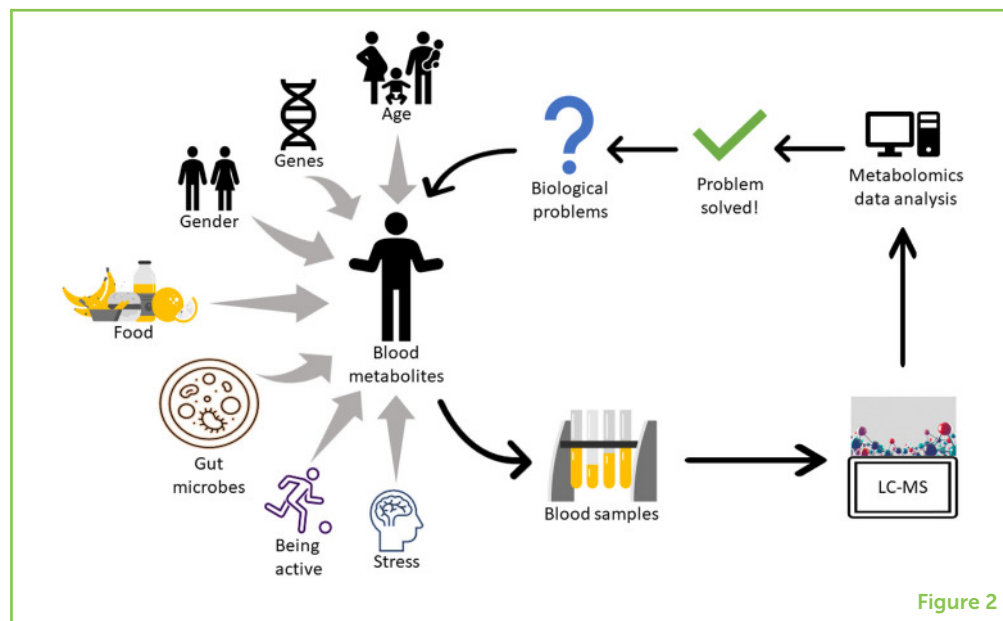 Age
Genes
Gender
Food
Gut
microbes
Being
active
Stress
Blood
metabolites
Blood samples
LC-MS
Metabolomics
data analysis
Problem
solved!
Biological
problems
Figure 2